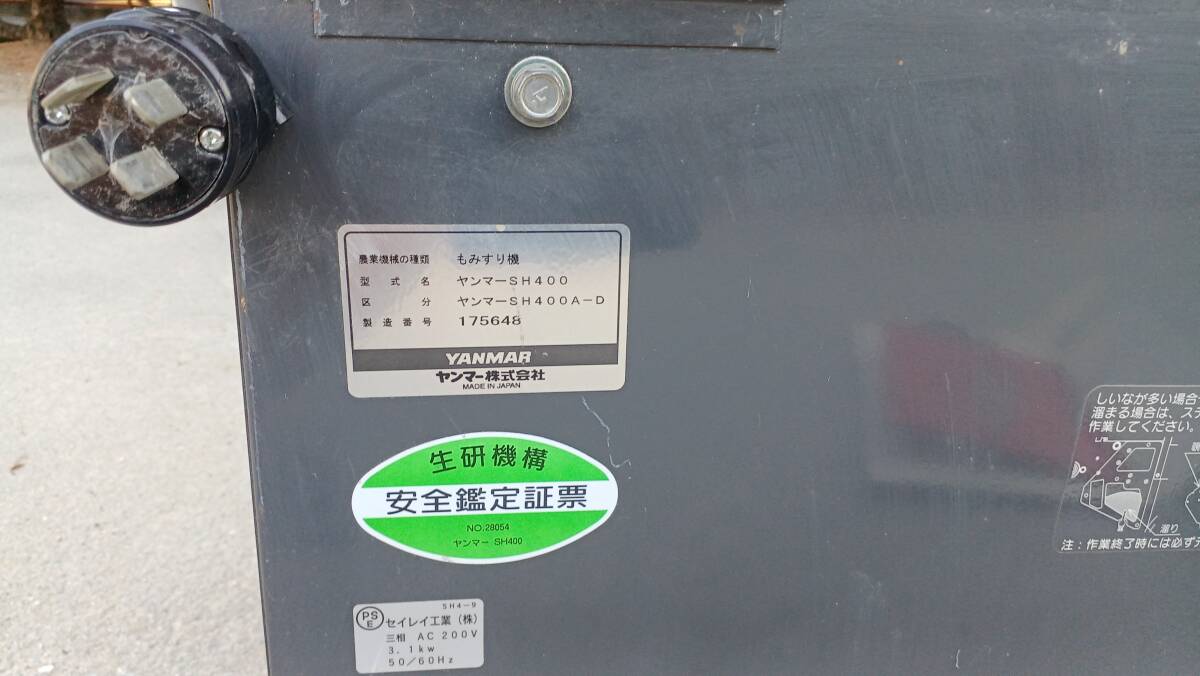 農業機械の種類 もみすり機
型式名 ヤンマーSH400
区分 ヤンマーSH400A-D
製造番号 175648
YANMAR
ヤンマー株式会社
MADE IN JAPAN
生研機構
安全鑑定証票
NO.28054
ヤンマー SH400
SH4-9
PS
E
セイレイ工業(株)
三相 AC 200V
3.1kw
50/60Hz
しいなが多い場合
溜まる場合は、ステ
作業してください。
溜り
注:作業終了時には必ず元